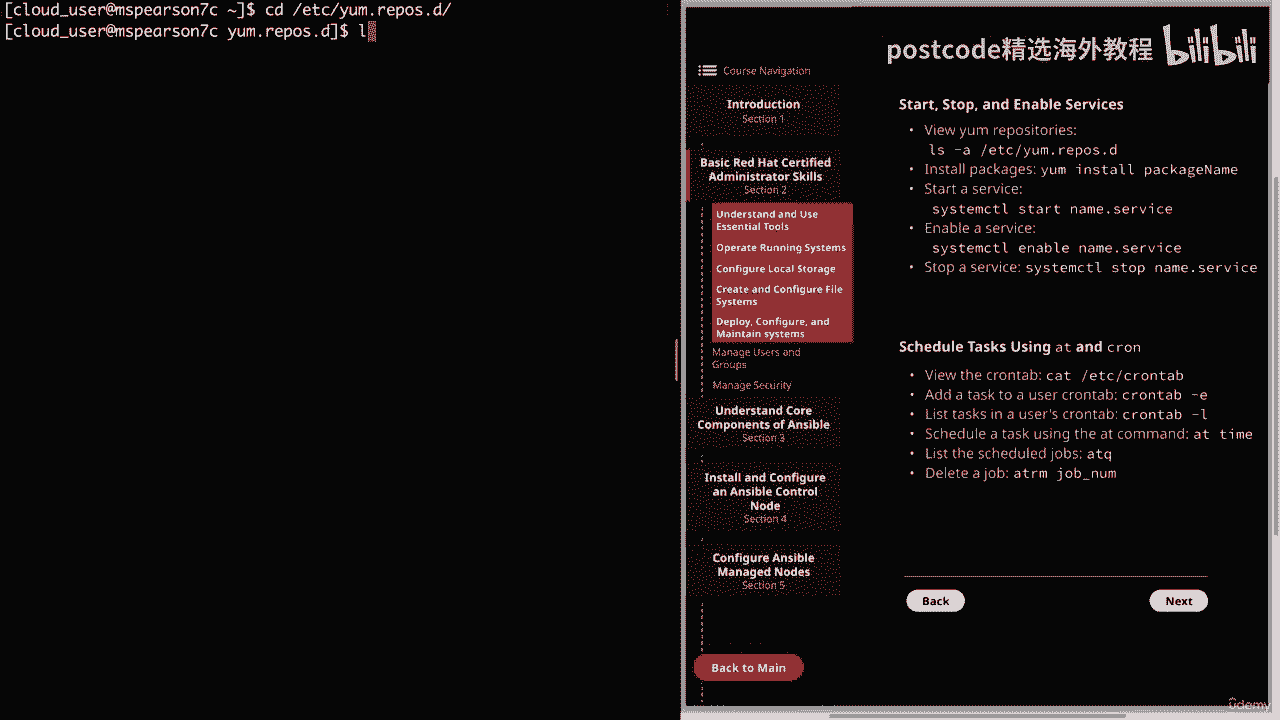 [cloud_user@mspearson7c ~]$ cd /etc/yum.repos.d/
[cloud_user@mspearson7c yum.repos.d]$ l
postcode精选海外教程 bilibili
Course Navigation
Introduction
Section 1
Basic Red Hat Certified
Administrator Skills
Section 2
Understand and Use
Essential Tools
Operate Running Systems
Configure Local Storage
Create and Configure File
Systems
Deploy, Configure, and
Maintain systems
Manage Users and
Groups
Manage Security
Understand Core
Components of Ansible
Section 3
Install and Configure
an Ansible Control
Node
Section 4
Configure Ansible
Managed Nodes
Section 5
Back to Main
Start, Stop, and Enable Services
• View yum repositories:
ls -a /etc/yum.repos.d
• Install packages: yum install packageName
• Start a service:
systemctl start name.service
• Enable a service:
systemctl enable name.service
• Stop a service: systemctl stop name.service
Schedule Tasks Using at and cron
• View the crontab: cat /etc/crontab
• Add a task to a user crontab: crontab -e
• List tasks in a user's crontab: crontab -l
• Schedule a task using the at command: at time
• List the scheduled jobs: atq
• Delete a job: atrm job_num
Back
Next
ûdemy